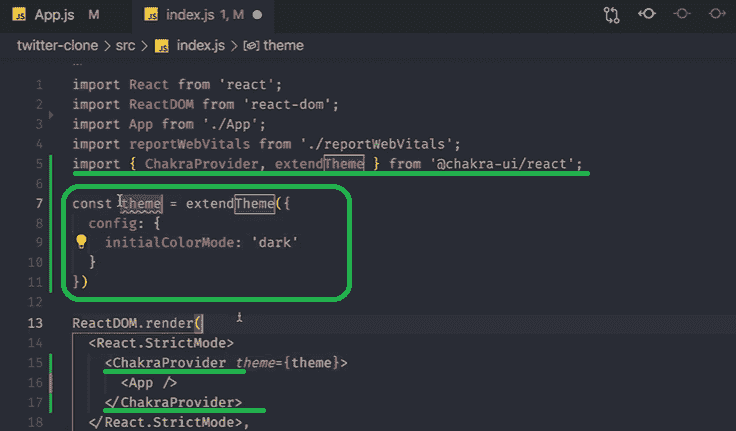 JS App.js M JS index.js 1, M
twitter-clone > src > JS index.js > theme
1 import React from 'react';
2 import ReactDOM from 'react-dom';
3 import App from './App';
4 import reportWebVitals from './reportWebVitals';
5 import { ChakraProvider, extendTheme } from '@chakra-ui/react';
6
7 const theme = extendTheme({
8   config: {
9     initialColorMode: 'dark'
10   }
11 })
12
13 ReactDOM.render(
14   <React.StrictMode>
15     <ChakraProvider theme={theme}>
16       <App />
17     </ChakraProvider>
18   </React.StrictMode>,